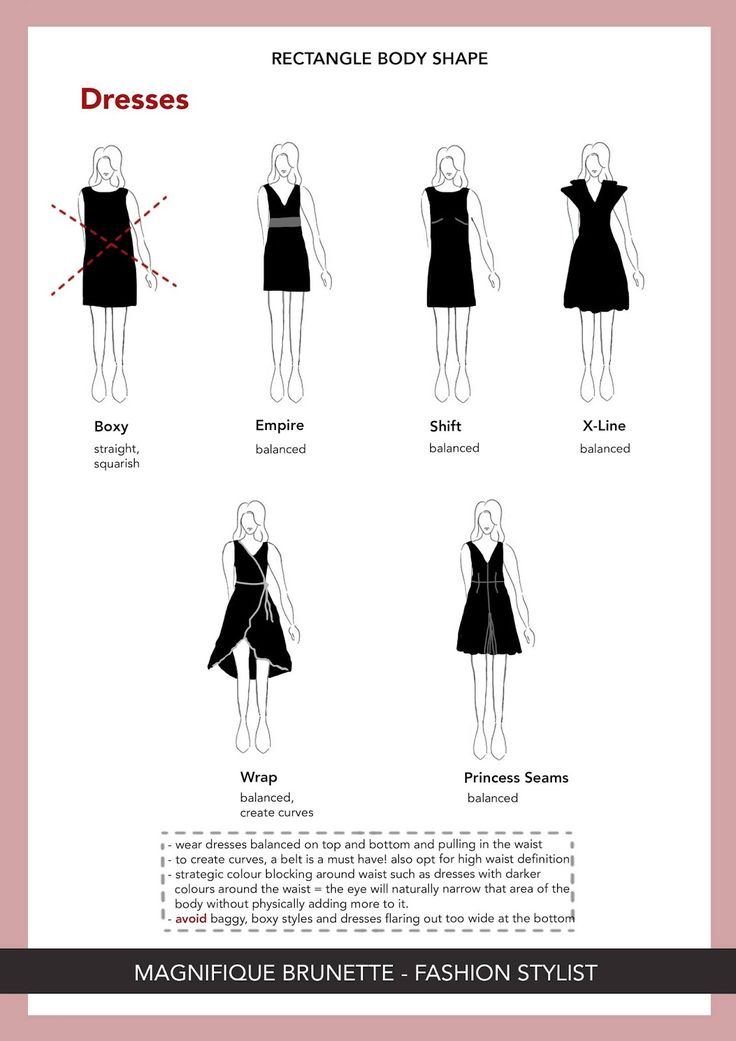 RECTANGLE BODY SHAPE
Dresses
Boxy
straight,
squarish
Empire
balanced
Shift
balanced
X-Line
balanced
Wrap
balanced,
create curves
Princess Seams
balanced
- wear dresses balanced on top and bottom and pulling in the waist
- to create curves, a belt is a must have! also opt for high waist definition
- strategic colour blocking around waist such as dresses with darker
colours around the waist = the eye will naturally narrow that area of the
body without physically adding more to it.
- avoid baggy, boxy styles and dresses flaring out too wide at the bottom
MAGNIFIQUE BRUNETTE - FASHION STYLIST